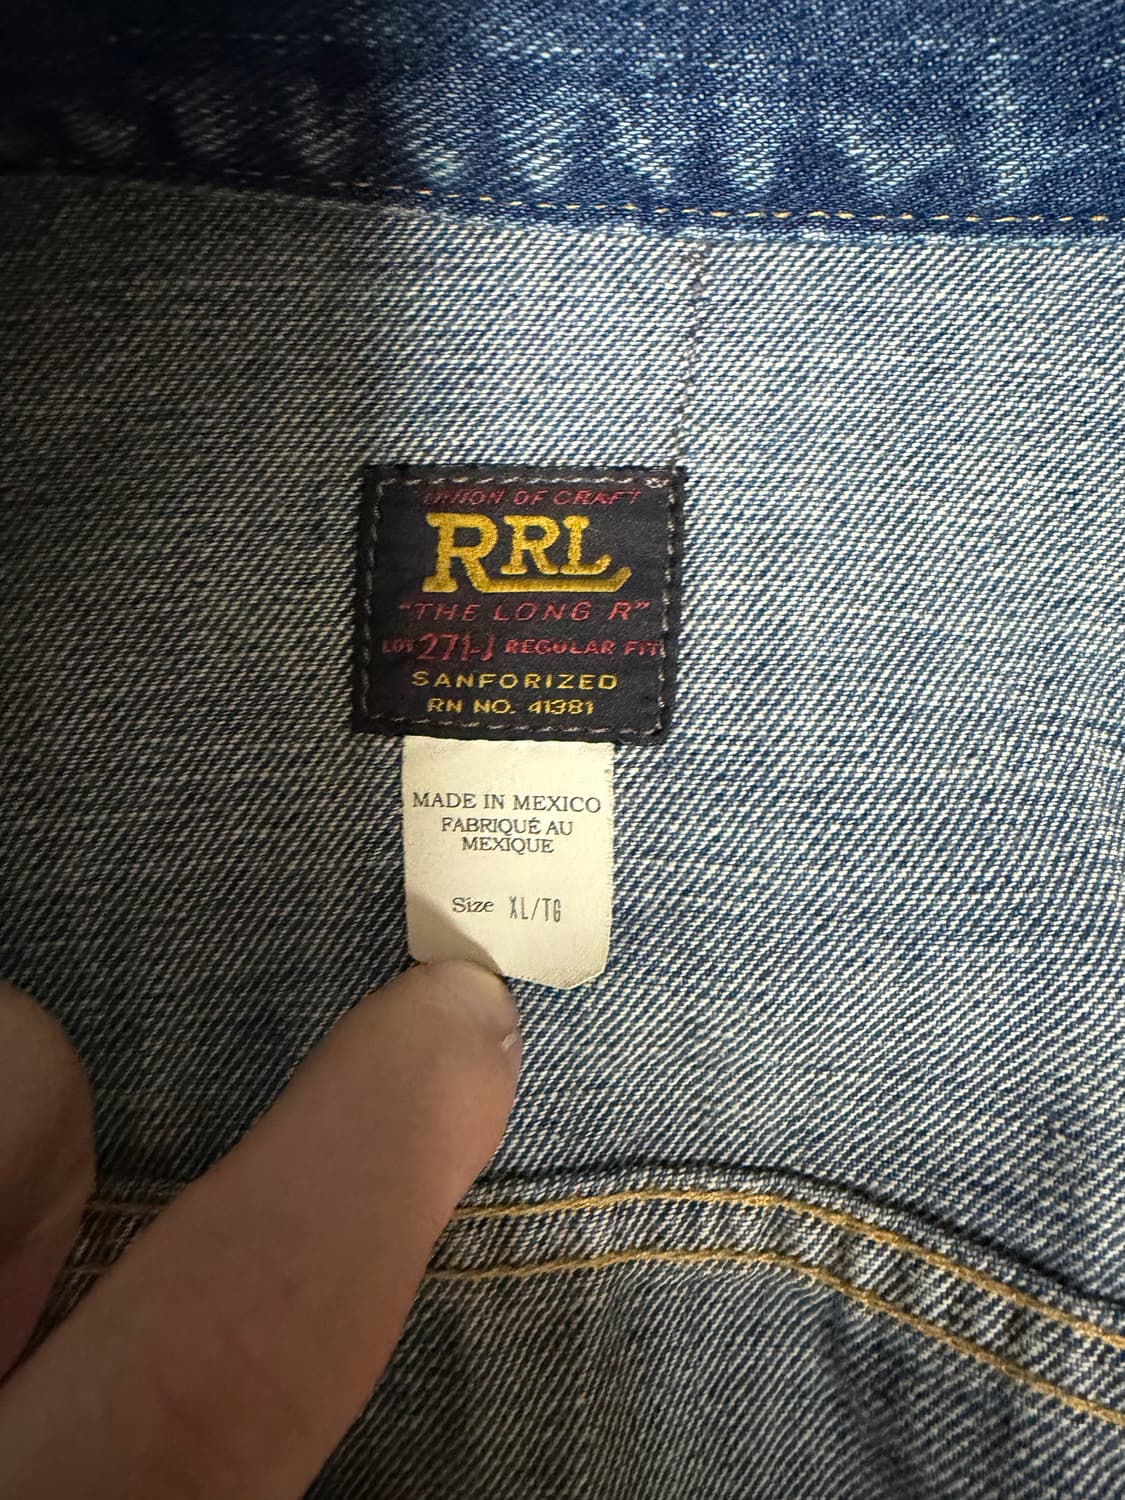 UNION OF CRAFT
RRL
"THE LONG R"
LOT 271-J REGULAR FIT
SANFORIZED
RN NO. 41381
MADE IN MEXICO
FABRIQUÉ AU
MEXIQUE
Size XL/TG